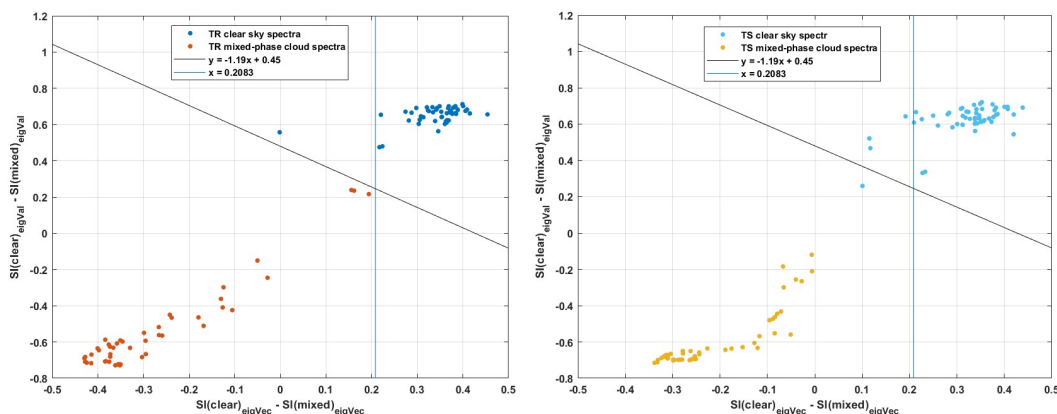 TR clear sky spectra
TR mixed-phase cloud spectra
y = -1.19x + 0.45
x = 0.2083
1.2
1
0.8
0.6
0.4
0.2
0
-0.2
-0.4
-0.6
-0.8
SI(clear)eigVal - SI(mixed)eigVal
-0.5 -0.4 -0.3 -0.2 -0.1 0 0.1 0.2 0.3 0.4 0.5
SI(clear)eigVec - SI(mixed)eigVec
TS clear sky spectr
TS mixed-phase cloud spectra
y = -1.19x + 0.45
x = 0.2083
1.2
1
0.8
0.6
0.4
0.2
0
-0.2
-0.4
-0.6
-0.8
SI(clear)eigVal - SI(mixed)eigVal
-0.5 -0.4 -0.3 -0.2 -0.1 0 0.1 0.2 0.3 0.4 0.5
SI(clear)eigVec - SI(mixed)eigVec